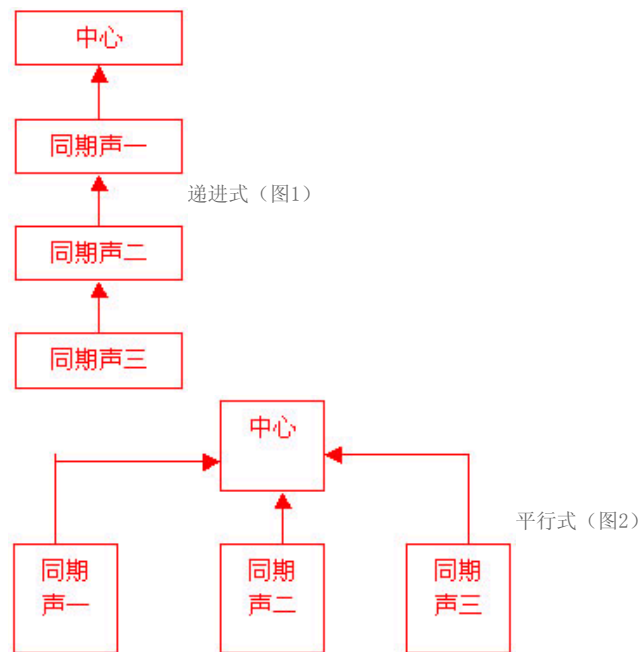 中心
同期声一
递进式（图1）
同期声二
同期声三
中心
平行式（图2）
同期
声一
同期
声二
同期
声三